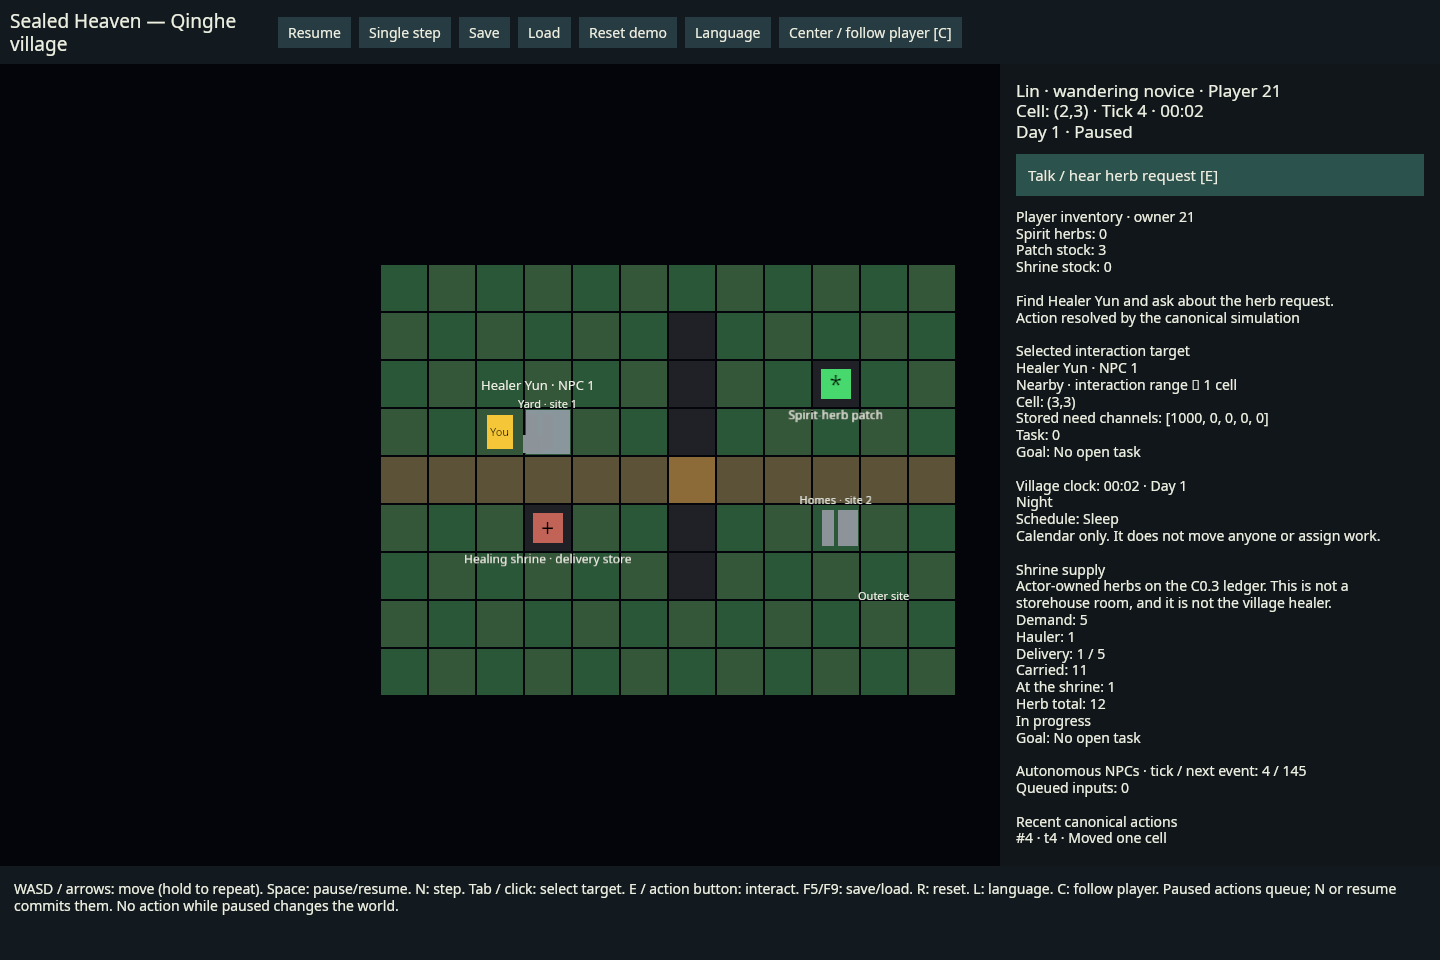 Sealed Heaven — Qinghe
village
Resume
Single step
Save
Load
Reset demo
Language
Center / follow player [C]
Lin · wandering novice · Player 21
Cell: (2,3) · Tick 4 · 00:02
Day 1 · Paused
Talk / hear herb request [E]
Player inventory · owner 21
Spirit herbs: 0
Patch stock: 3
Shrine stock: 0
Find Healer Yun and ask about the herb request.
Action resolved by the canonical simulation
Selected interaction target
Healer Yun · NPC 1
Nearby · interaction range 1 cell
Cell: (3,3)
Stored need channels: [1000, 0, 0, 0, 0]
Task: 0
Goal: No open task
Village clock: 00:02 · Day 1
Night
Schedule: Sleep
Calendar only. It does not move anyone or assign work.
Shrine supply
Actor-owned herbs on the C0.3 ledger. This is not a
storehouse room, and it is not the village healer.
Demand: 5
Hauler: 1
Delivery: 1 / 5
Carried: 11
At the shrine: 1
Herb total: 12
In progress
Goal: No open task
Autonomous NPCs · tick / next event: 4 / 145
Queued inputs: 0
Recent canonical actions
#4 · t4 · Moved one cell
Healer Yun · NPC 1
Yard · site 1
You
*
Spirit herb patch
Homes · site 2
+
Healing shrine · delivery store
Outer site
WASD / arrows: move (hold to repeat). Space: pause/resume. N: step. Tab / click: select target. E / action button: interact. F5/F9: save/load. R: reset. L: language. C: follow player. Paused actions queue; N or resume
commits them. No action while paused changes the world.